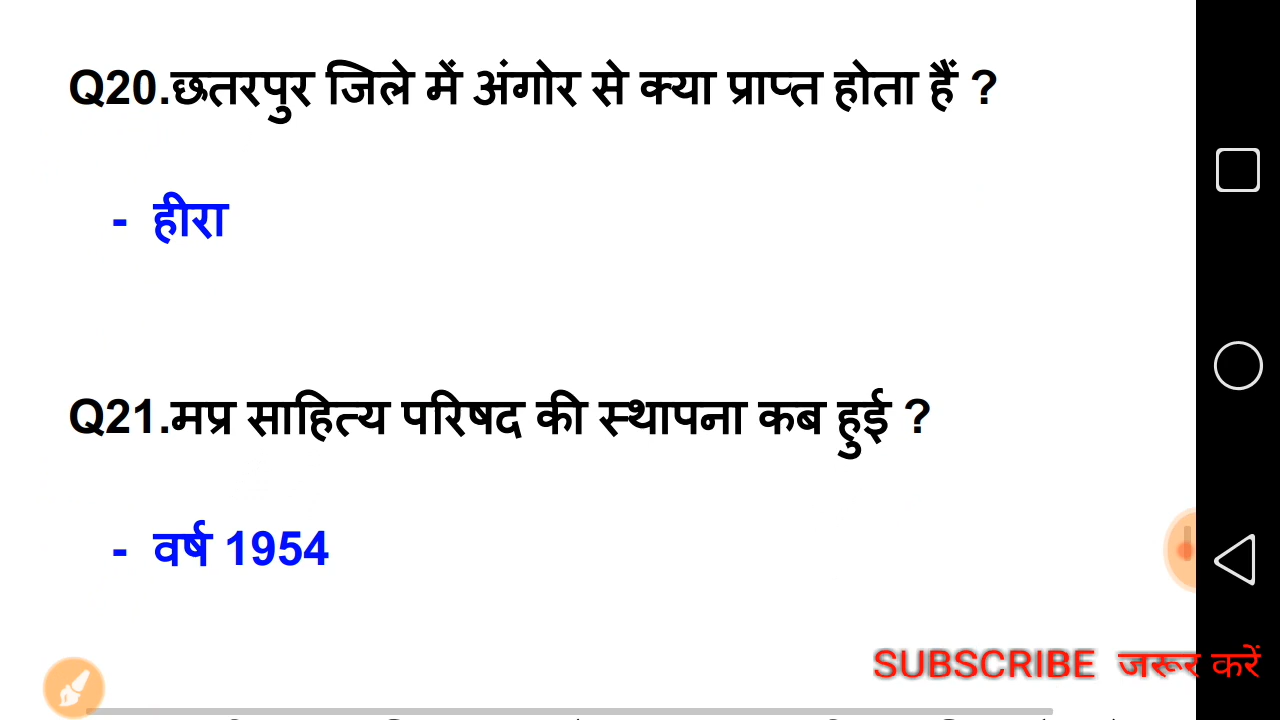 Q20.छतरपुर जिले में अंगोर से क्या प्राप्त होता हैं ?
- हीरा
Q21.मप्र साहित्य परिषद की स्थापना कब हुई ?
- वर्ष 1954
SUBSCRIBE जरूर करें